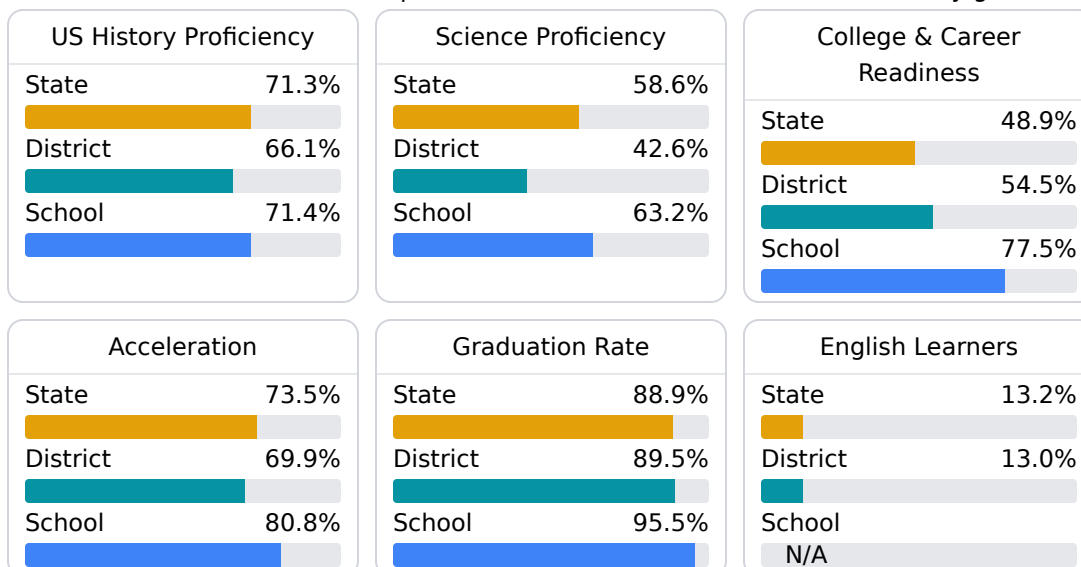 US History Proficiency
State 71.3%
District 66.1%
School 71.4%
Science Proficiency
State 58.6%
District 42.6%
School 63.2%
College & Career
Readiness
State 48.9%
District 54.5%
School 77.5%
Acceleration
State 73.5%
District 69.9%
School 80.8%
Graduation Rate
State 88.9%
District 89.5%
School 95.5%
English Learners
State 13.2%
District 13.0%
School
N/A